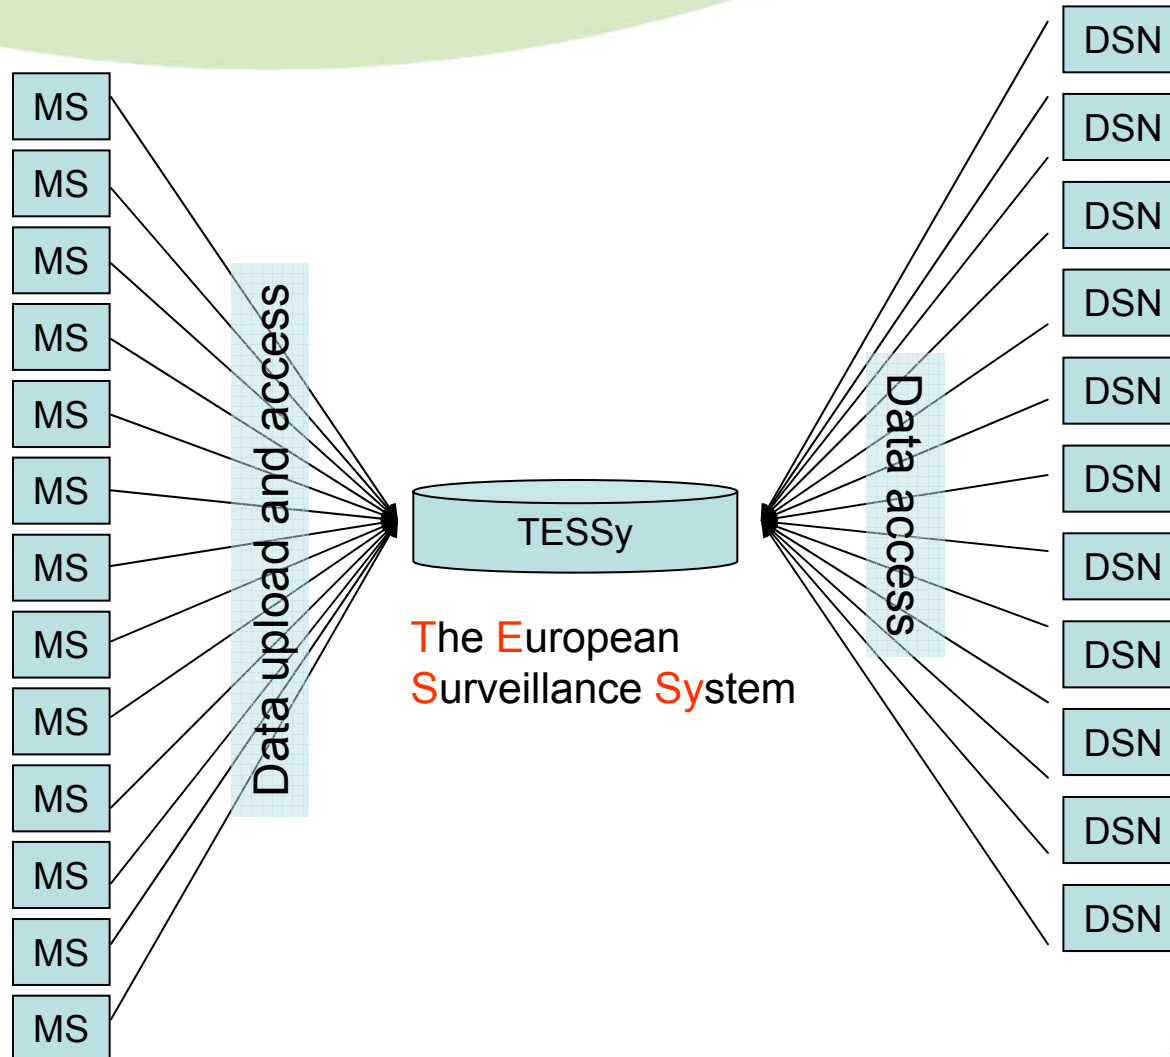 MS
MS
MS
MS
MS
MS
MS
MS
MS
MS
MS
MS
MS
Data upload and access
TESSy
The European
Surveillance System
Data access
DSN
DSN
DSN
DSN
DSN
DSN
DSN
DSN
DSN
DSN
DSN